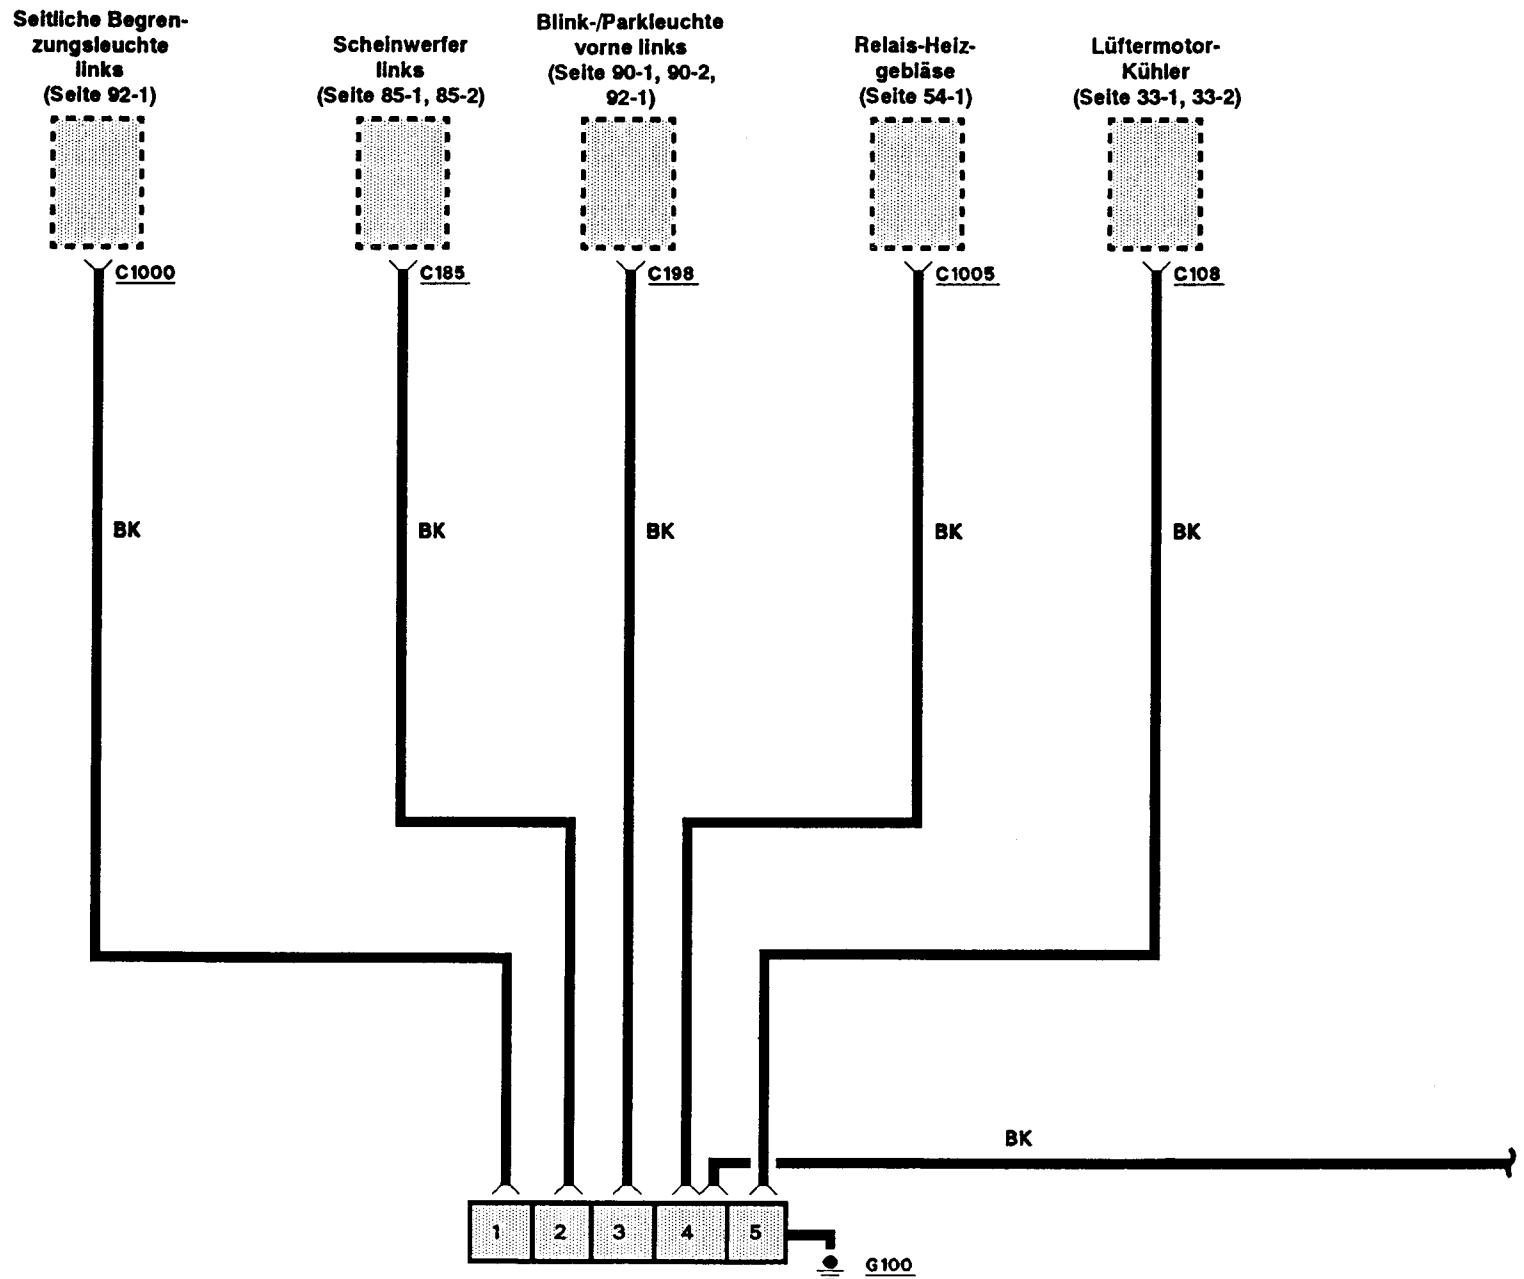 Seitliche Begren-
zungsleuchte
links
(Seite 92-1)
Scheinwerfer
links
(Seite 85-1, 85-2)
Blink-/Parkleuchte
vorne links
(Seite 90-1, 90-2,
92-1)
Relais-Heiz-
gebläse
(Seite 54-1)
Lüftermotor-
Kühler
(Seite 33-1, 33-2)
C1000
C185
C198
C1005
C108
BK
BK
BK
BK
BK
BK
1
2
3
4
5
G100